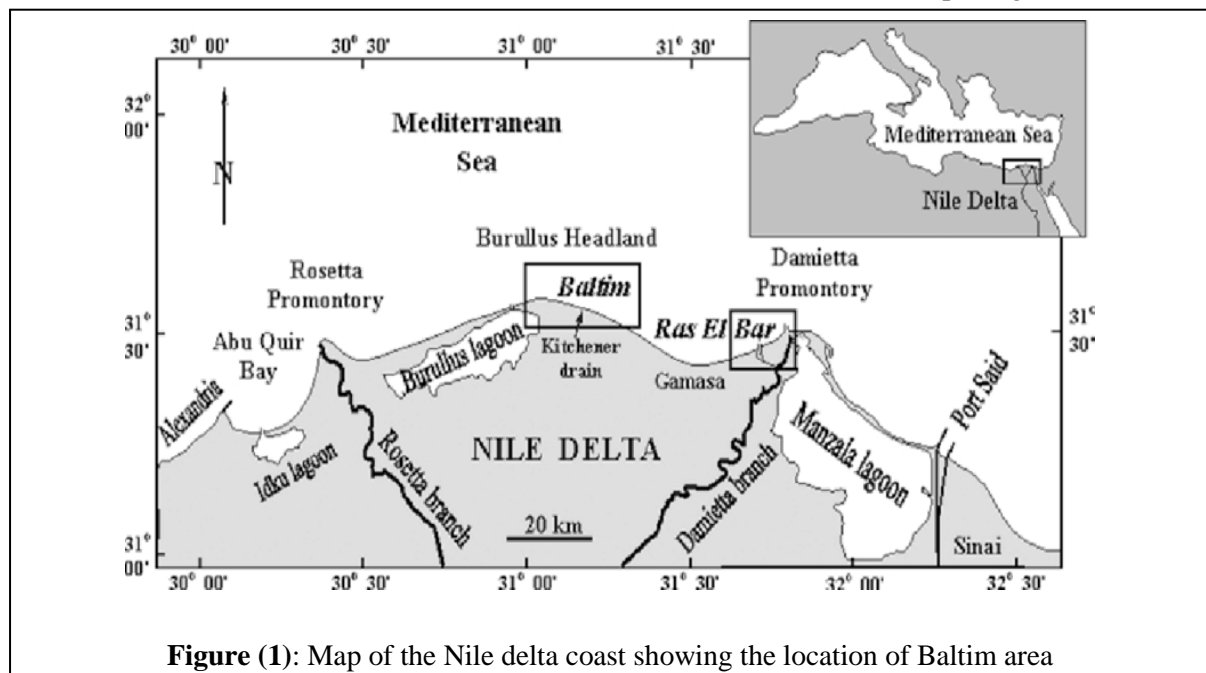 30° 00'
30° 30'
31° 00'
31° 30'
32°
00'
Mediterranean
Sea
N
Mediterranean Sea
Nile Delta
Burullus Headland
Damietta
Promontory
Rosetta
Promontory
Baltim
31°
30'
31°
30'
Ras El Bar
Abu Quir
Bay
Burullus lagoon
Kitchener
drain
Gamasa
Alexandria
Port Said
Idku lagoon
Rosetta branch
NILE DELTA
Damietta branch
Manzala lagoon
20 km
Sinai
31°
00'
30° 00'
30° 30'
31° 00'
31° 30'
32° 00'
32° 30'
Figure (1): Map of the Nile delta coast showing the location of Baltim area